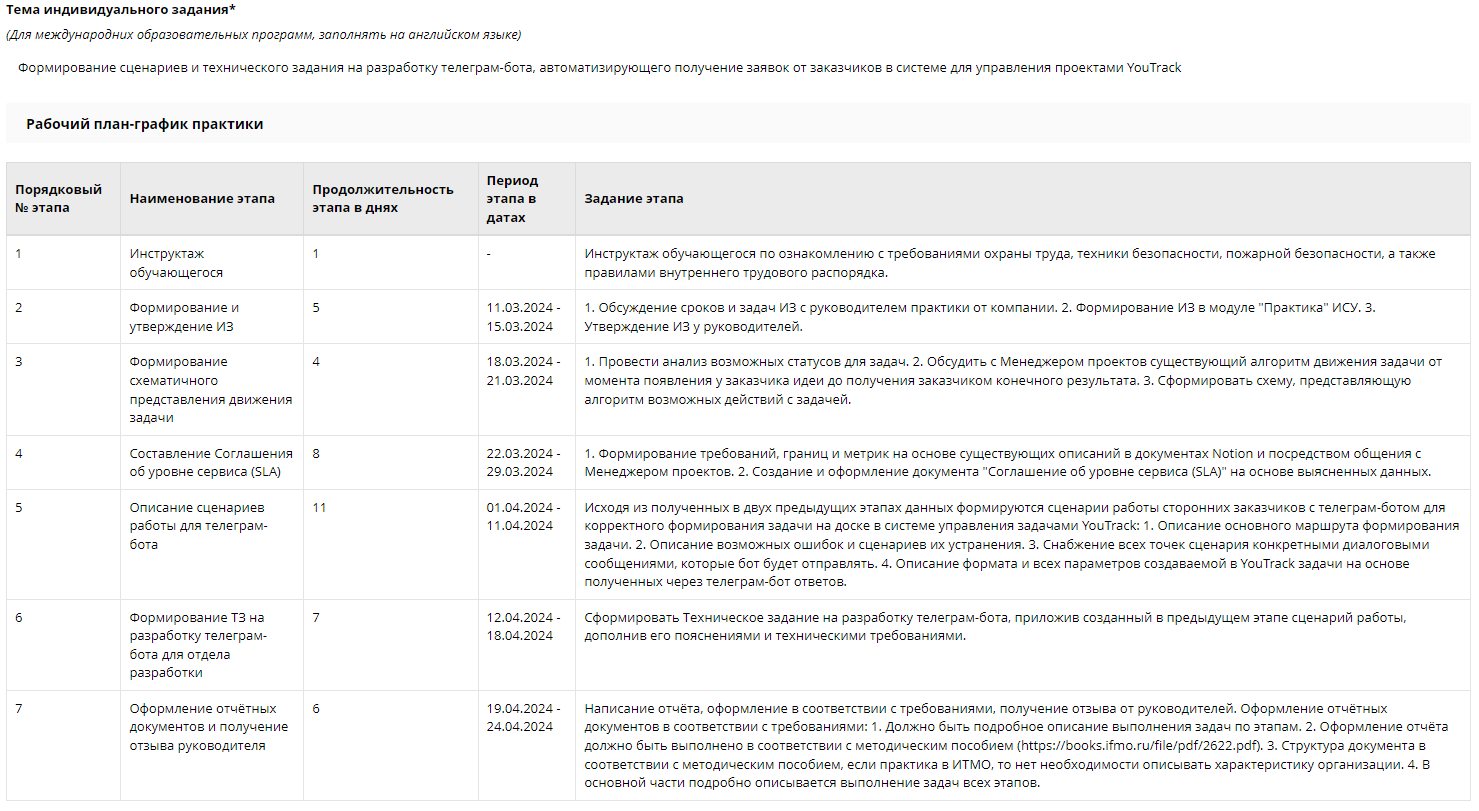 Тема индивидуального задания*
(Для международних образовательных программ, заполнять на английском языке)
Формирование сценариев и технического задания на разработку телеграм-бота, автоматизирующего получение заявок от заказчиков в системе для управления проектами YouTrack
Рабочий план-график практики
Порядковый
№ этапа
Наименование этапа
Продолжительность
этапа в днях
Период
этапа в
датах
Задание этапа
1
Инструктаж
обучающегося
1
-
Инструктаж обучающегося по ознакомлению с требованиями охраны труда, техники безопасности, пожарной безопасности, а также
правилами внутреннего трудового распорядка.
2
Формирование и
утверждение ИЗ
5
11.03.2024 -
15.03.2024
1. Обсуждение сроков и задач ИЗ с руководителем практики от компании. 2. Формирование ИЗ в модуле "Практика" ИСУ. 3.
Утверждение ИЗ у руководителей.
3
Формирование
схематичного
представления движения
задачи
4
18.03.2024 -
21.03.2024
1. Провести анализ возможных статусов для задач. 2. Обсудить с Менеджером проектов существующий алгоритм движения задачи от
момента появления у заказчика идеи до получения заказчиком конечного результата. 3. Сформировать схему, представляющую
алгоритм возможных действий с задачей.
4
Составление Соглашения
об уровне сервиса (SLA)
8
22.03.2024 -
29.03.2024
1. Формирование требований, границ и метрик на основе существующих описаний в документах Notion и посредством общения с
Менеджером проектов. 2. Создание и оформление документа "Соглашение об уровне сервиса (SLA)" на основе выясненных данных.
5
Описание сценариев
работы для телеграм-
бота
11
01.04.2024 -
11.04.2024
Исходя из полученных в двух предыдущих этапах данных формируются сценарии работы сторонних заказчиков с телеграм-ботом для
корректного формирования задачи на доске в системе управления задачами YouTrack: 1. Описание основного маршрута формирования
задачи. 2. Описание возможных ошибок и сценариев их устранения. 3. Снабжение всех точек сценария конкретными диалоговыми
сообщениями, которые бот будет отправлять. 4. Описание формата и всех параметров создаваемой в YouTrack задачи на основе
полученных через телеграм-бот ответов.
6
Формирование ТЗ на
разработку телеграм-
бота для отдела
разработки
7
12.04.2024 -
18.04.2024
Сформировать Техническое задание на разработку телеграм-бота, приложив созданный в предыдущем этапе сценарий работы,
дополнив его пояснениями и техническими требованиями.
7
Оформление отчётных
документов и получение
отзыва руководителя
6
19.04.2024 -
24.04.2024
Написание отчёта, оформление в соответствии с требованиями, получение отзыва от руководителей. Оформление отчётных
документов в соответствии с требованиями: 1. Должно быть подробное описание выполнения задач по этапам. 2. Оформление отчёта
должно быть выполнено в соответствии с методическим пособием (https://books.ifmo.ru/file/pdf/2622.pdf). 3. Структура документа в
соответствии с методическим пособием, если практика в ИТМО, то нет необходимости описывать характеристику организации. 4. В
основной части подробно описывается выполнение задач всех этапов.